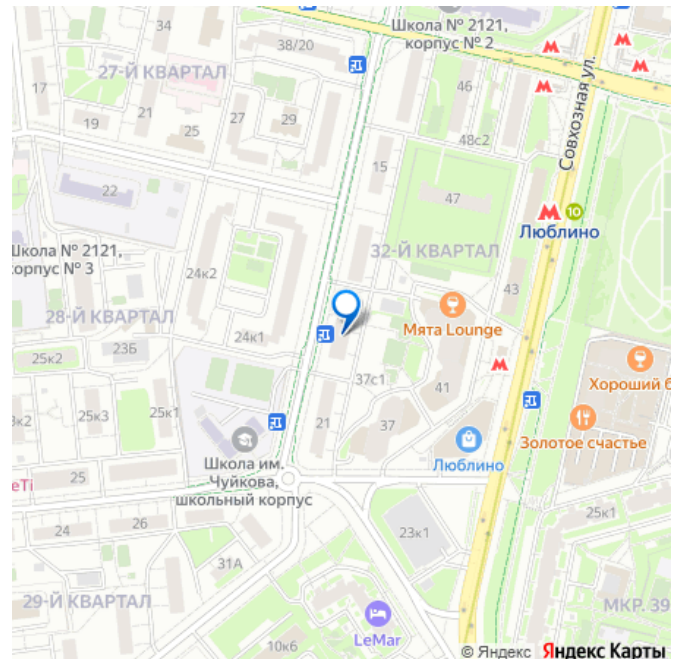 Школа № 2121,
корпус № 2
38/20
34
27-Й КВАРТАЛ
46
17
21
27
29
19
25
48с2
Совхозная ул.
15
22
47
10
Люблино
Школа № 2121,
корпус № 3
32-Й КВАРТАЛ
24к2
43
28-Й КВАРТАЛ
Мята Lounge
24к1
23Б
25к2
37с1
41
Хороший б
25к3
25к1
21
37
Золотое счастье
Люблино
Школа им.
Чуйкова,
школьный корпус
25
23к1
25к1
24
26
31А
29-Й КВАРТАЛ
МКР. 39
LeMar
10к6
© Яндекс Яндекс Карты